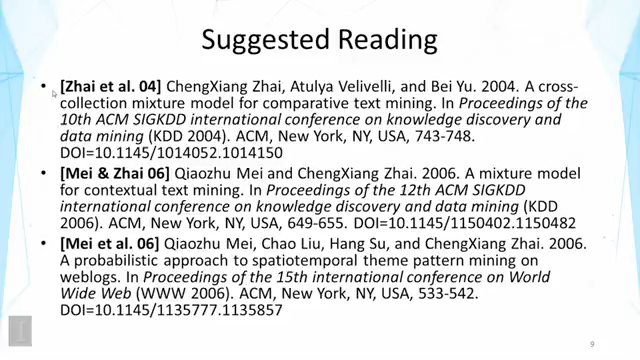 Suggested Reading
• [Zhai et al. 04] ChengXiang Zhai, Atulya Velivelli, and Bei Yu. 2004. A cross-
collection mixture model for comparative text mining. In Proceedings of the
10th ACM SIGKDD international conference on knowledge discovery and
data mining (KDD 2004). ACM, New York, NY, USA, 743-748.
DOI=10.1145/1014052.1014150
• [Mei & Zhai 06] Qiaozhu Mei and ChengXiang Zhai. 2006. A mixture model
for contextual text mining. In Proceedings of the 12th ACM SIGKDD
international conference on knowledge discovery and data mining (KDD
2006). ACM, New York, NY, USA, 649-655. DOI=10.1145/1150402.1150482
• [Mei et al. 06] Qiaozhu Mei, Chao Liu, Hang Su, and ChengXiang Zhai. 2006.
A probabilistic approach to spatiotemporal theme pattern mining on
weblogs. In Proceedings of the 15th international conference on World
Wide Web (WWW 2006). ACM, New York, NY, USA, 533-542.
DOI=10.1145/1135777.1135857
I
9